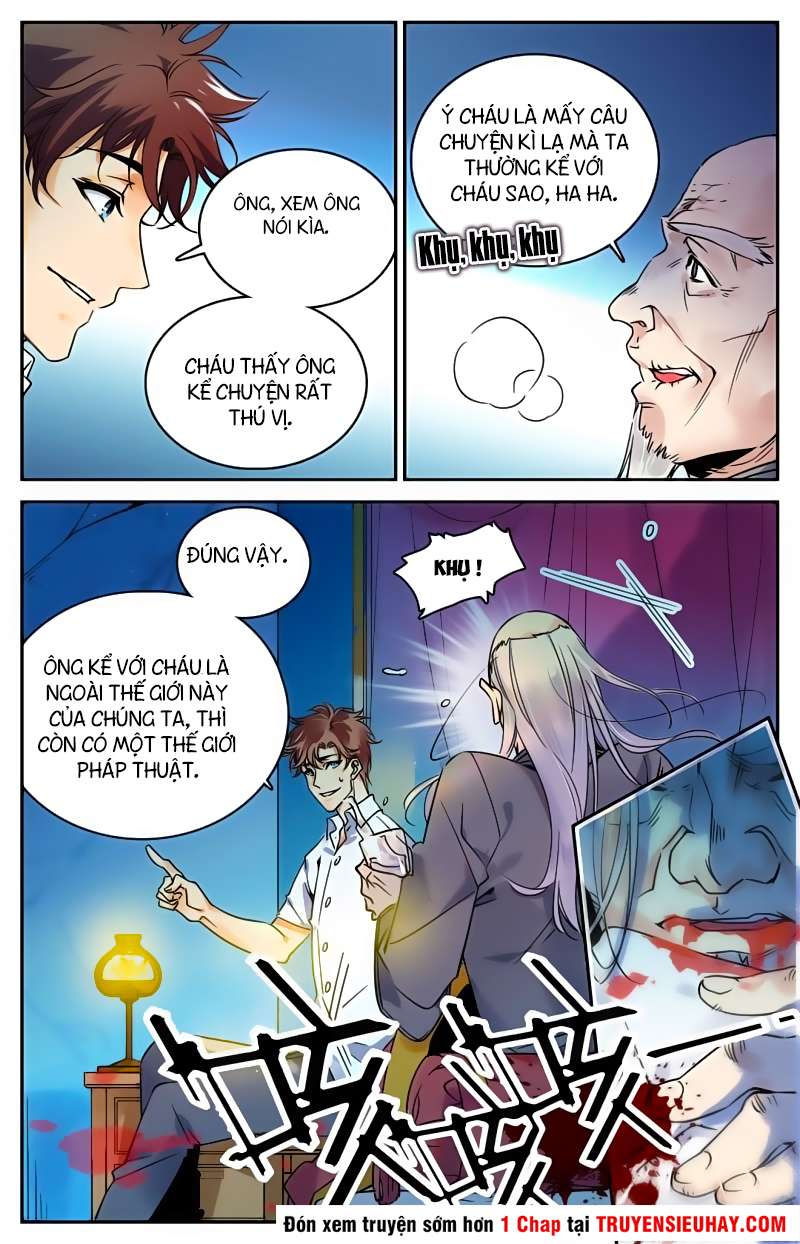 ÔNG, XEM ÔNG
NÓI KÌA.
CHÁU THẤY ÔNG
KỂ CHUYỆN RẤT
THÚ VỊ.
Ý CHÁU LÀ MẤY CÂU
CHUYỆN KÌ LẠ MÀ TA
THƯỜNG KỂ VỚI
CHÁU SAO, HA HA.
Khụ, khụ, khụ
ĐÚNG VẬY.
KHỤ !
ÔNG KỂ VỚI CHÁU LÀ
NGOÀI THẾ GIỚI NÀY
CỦA CHÚNG TA, THÌ
CÒN CÓ MỘT THẾ GIỚI
PHÁP THUẬT.
咳咳咳
Đón xem truyện sớm hơn 1 Chap tại TRUYENSIEUHAY.COM